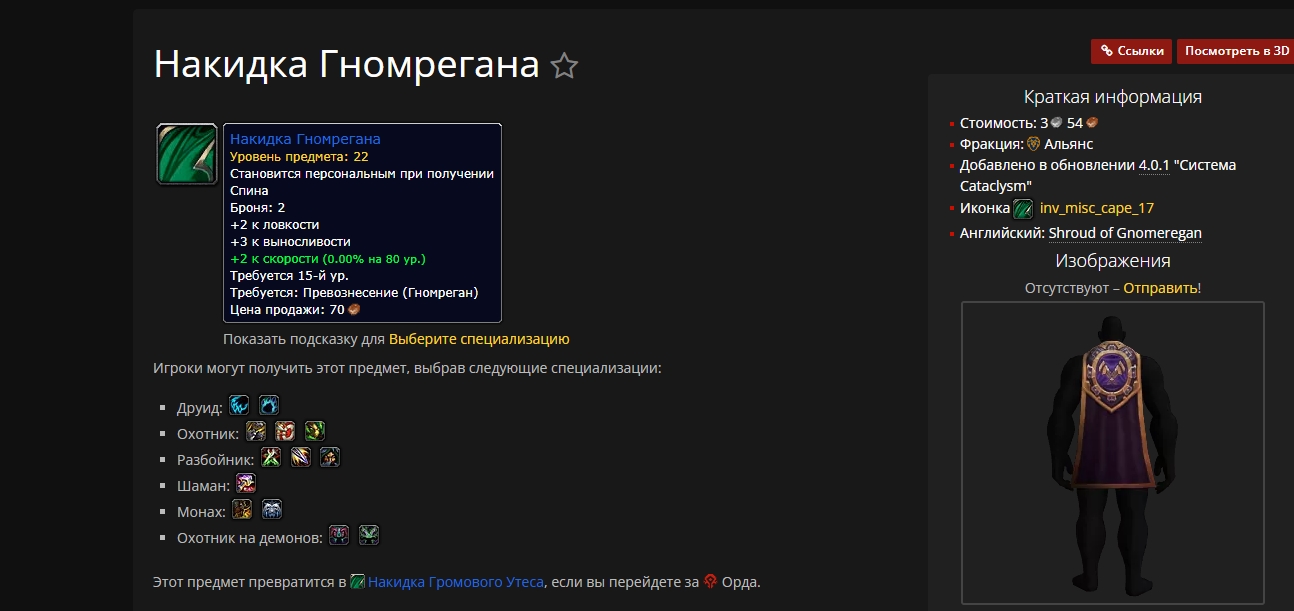 Накидка Гномрегана
Ссылки
Посмотреть в 3D
Накидка Гномрегана
Уровень предмета: 22
Становится персональным при получении
Спина
Броня: 2
+2 к ловкости
+3 к выносливости
+2 к скорости (0.00% на 80 ур.)
Требуется 15-й ур.
Требуется: Превознесение (Гномреган)
Цена продажи: 70
Показать подсказку для Выберите специализацию
Игроки могут получить этот предмет, выбрав следующие специализации:
Друид:
Охотник:
Разбойник:
Шаман:
Монах:
Охотник на демонов:
Этот предмет превратится в Накидка Громового Утеса, если вы перейдете за Орда.
Краткая информация
Стоимость: 3 54
Фракция: Альянс
Добавлено в обновлении 4.0.1 "Система
Cataclysm"
Иконка inv_misc_cape_17
Английский: Shroud of Gnomeregan
Изображения
Отсутствуют – Отправить!